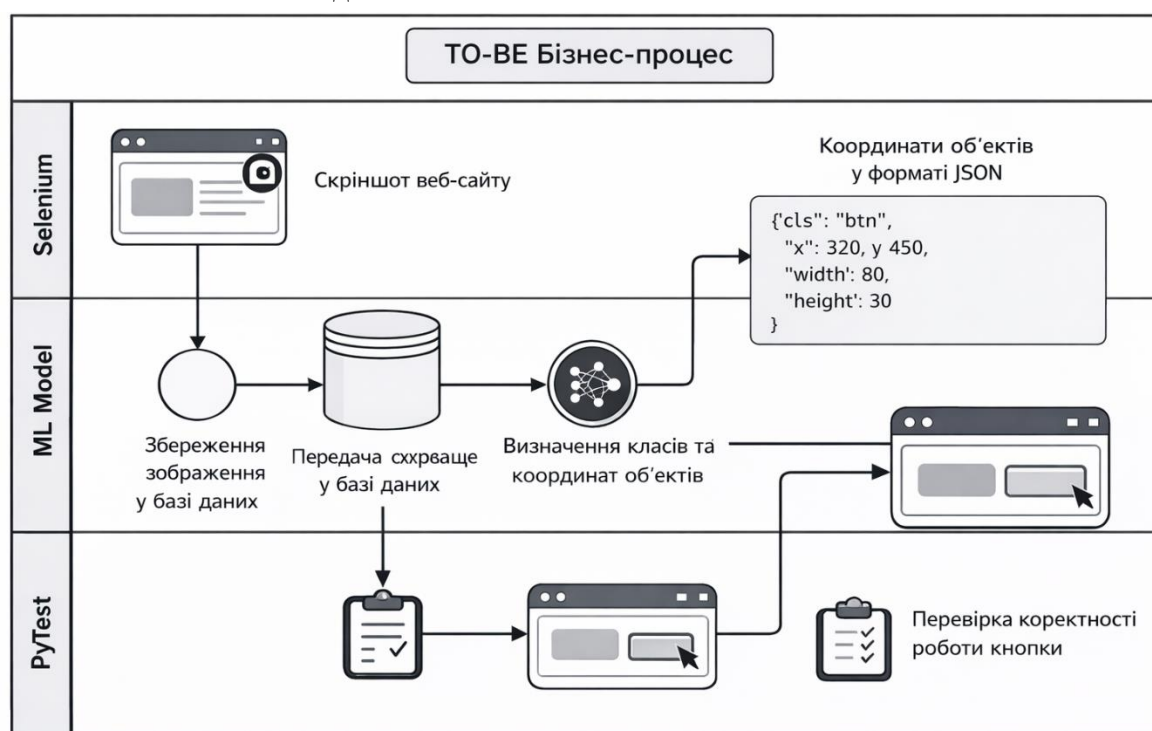 ТО-ВЕ Бізнес-процес
Selenium
Скріншот веб-сайту
Координати об'єктів
у форматі JSON
{'cls": "btn",
"x": 320, y 450,
"width': 80,
"height': 30
}
ML Model
Збереження
зображення
у базі даних
Передача сххрваще
у базі даних
Визначення класів та
координат об'єктів
PyTest
Перевірка коректності
роботи кнопки